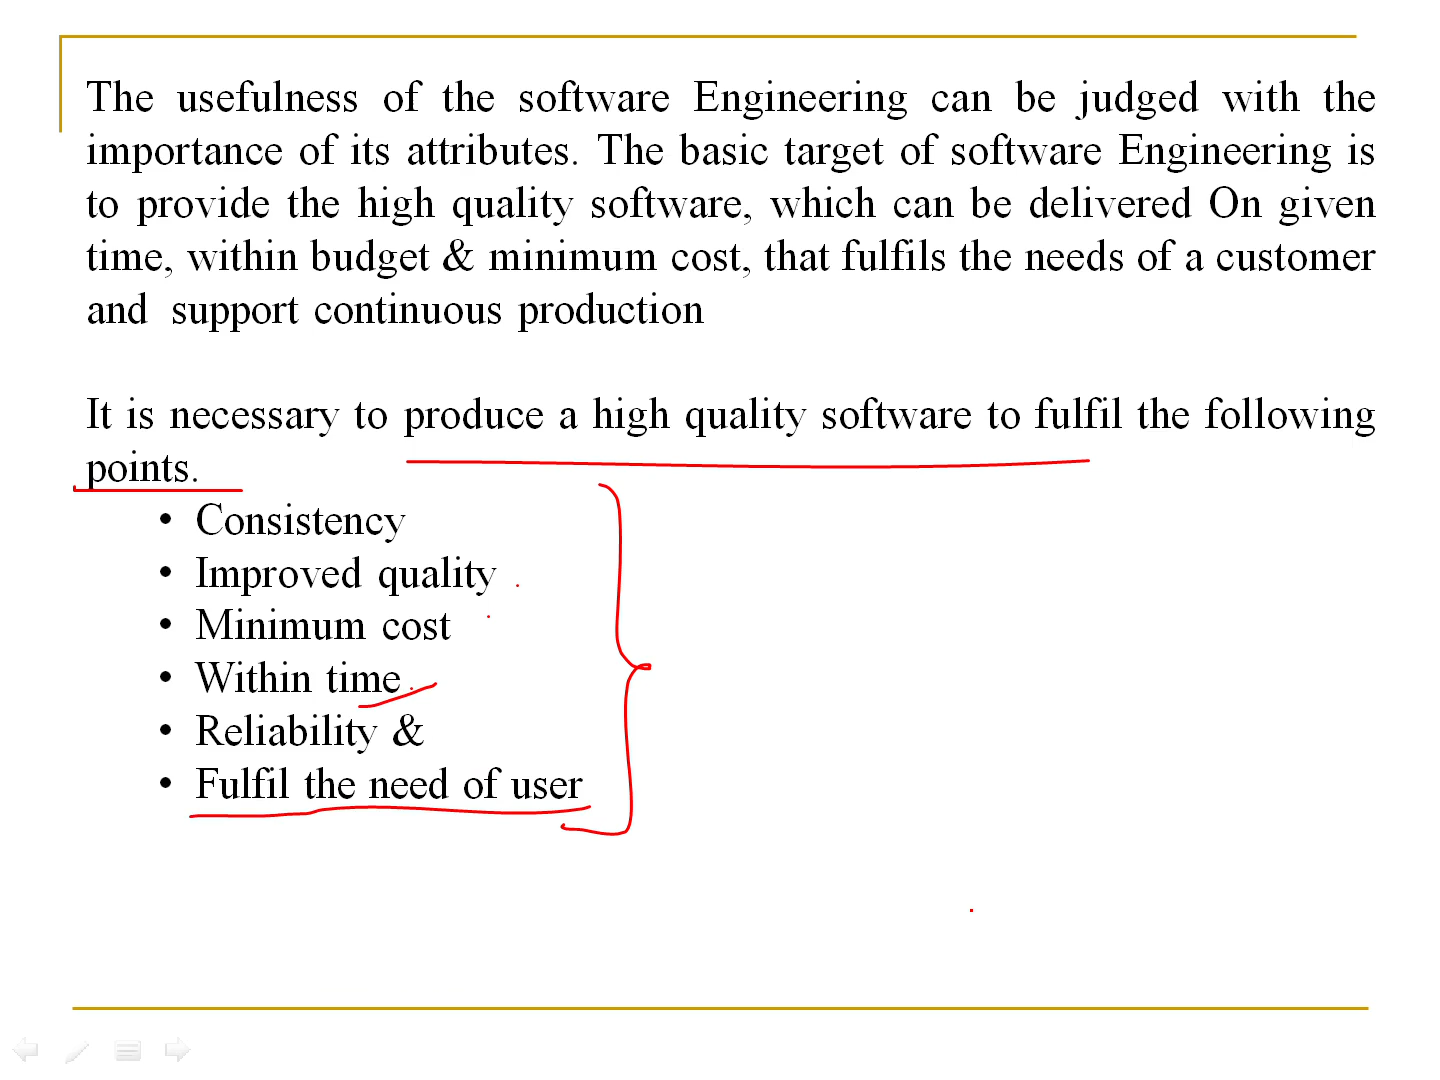 The usefulness of the software Engineering can be judged with the
importance of its attributes. The basic target of software Engineering is
to provide the high quality software, which can be delivered On given
time, within budget & minimum cost, that fulfils the needs of a customer
and support continuous production
It is necessary to produce a high quality software to fulfil the following
points.
• Consistency
• Improved quality
• Minimum cost
• Within time
• Reliability &
• Fulfil the need of user